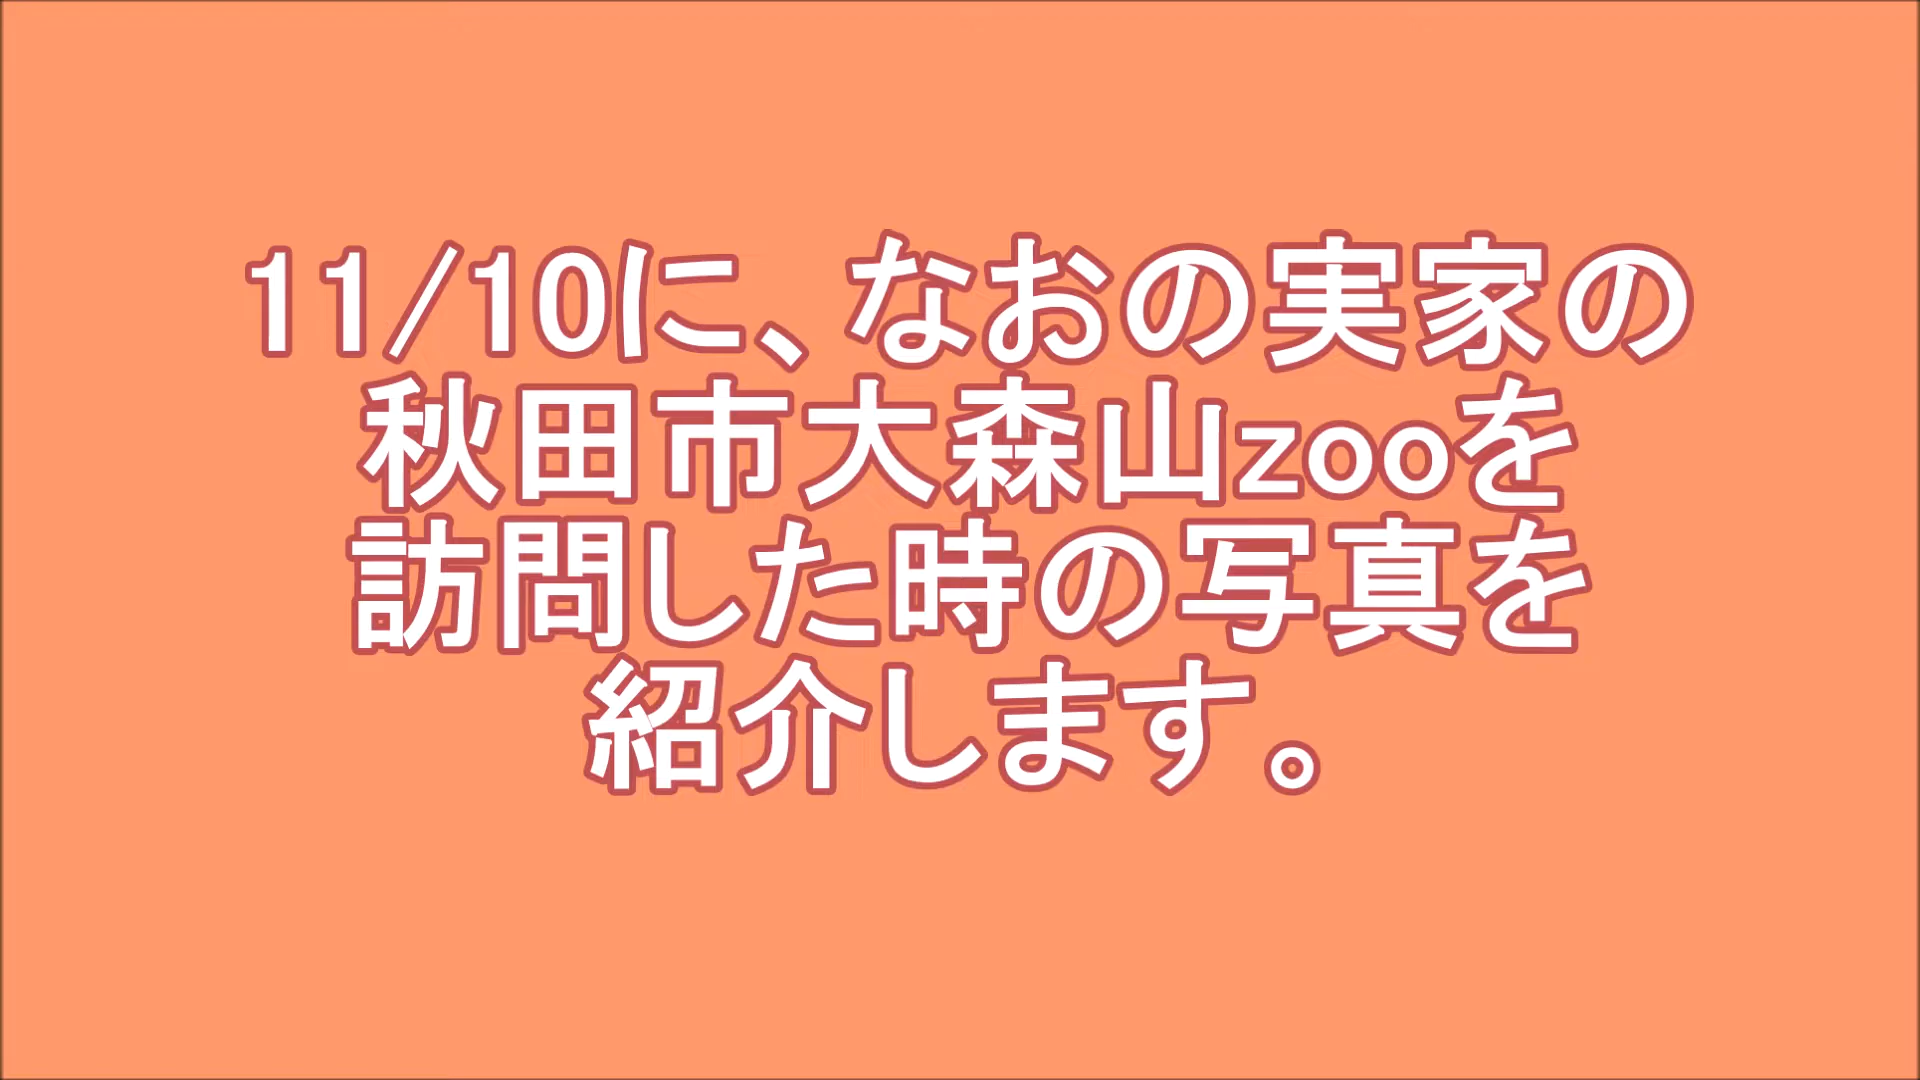 11/10に、なおの実家の
秋田市大森山zooを
訪問した時の写真を
紹介します。